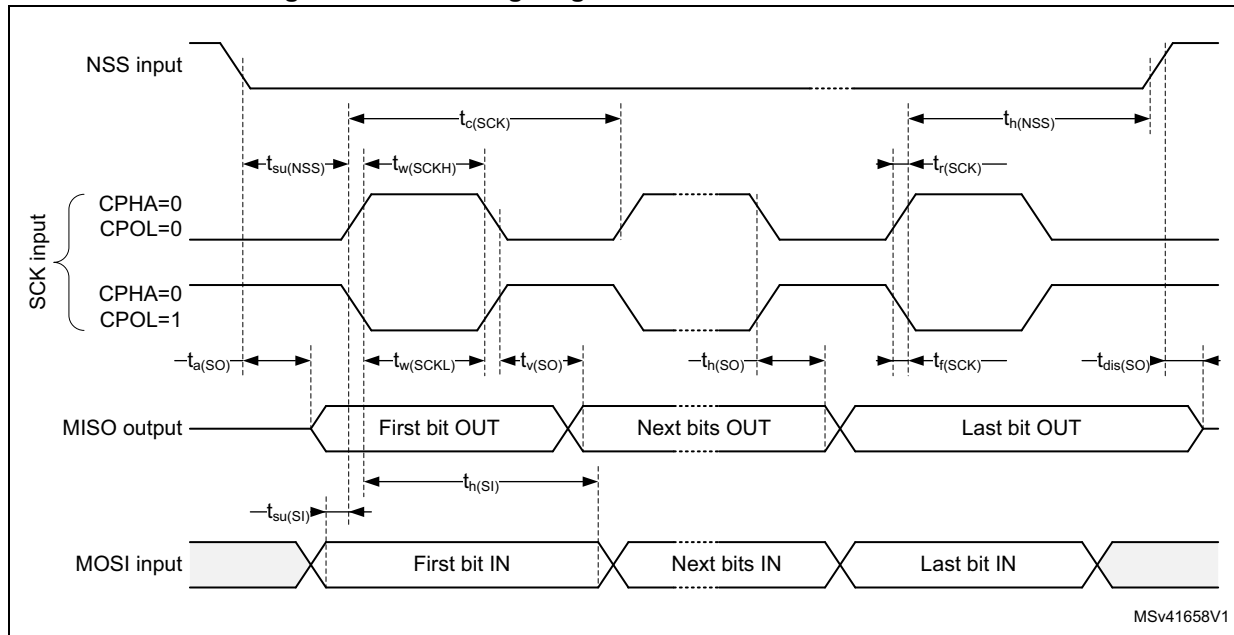 NSS input
tc(SCK)
th(NSS)
tsu(NSS)
tw(SCKH)
tr(SCK)
CPHA=0
CPOL=0
SCK input
CPHA=0
CPOL=1
ta(SO)
tw(SCKL)
tv(SO)
th(SO)
tf(SCK)
tdis(SO)
MISO output
First bit OUT
Next bits OUT
Last bit OUT
th(SI)
tsu(SI)
MOSI input
First bit IN
Next bits IN
Last bit IN
MSv41658V1